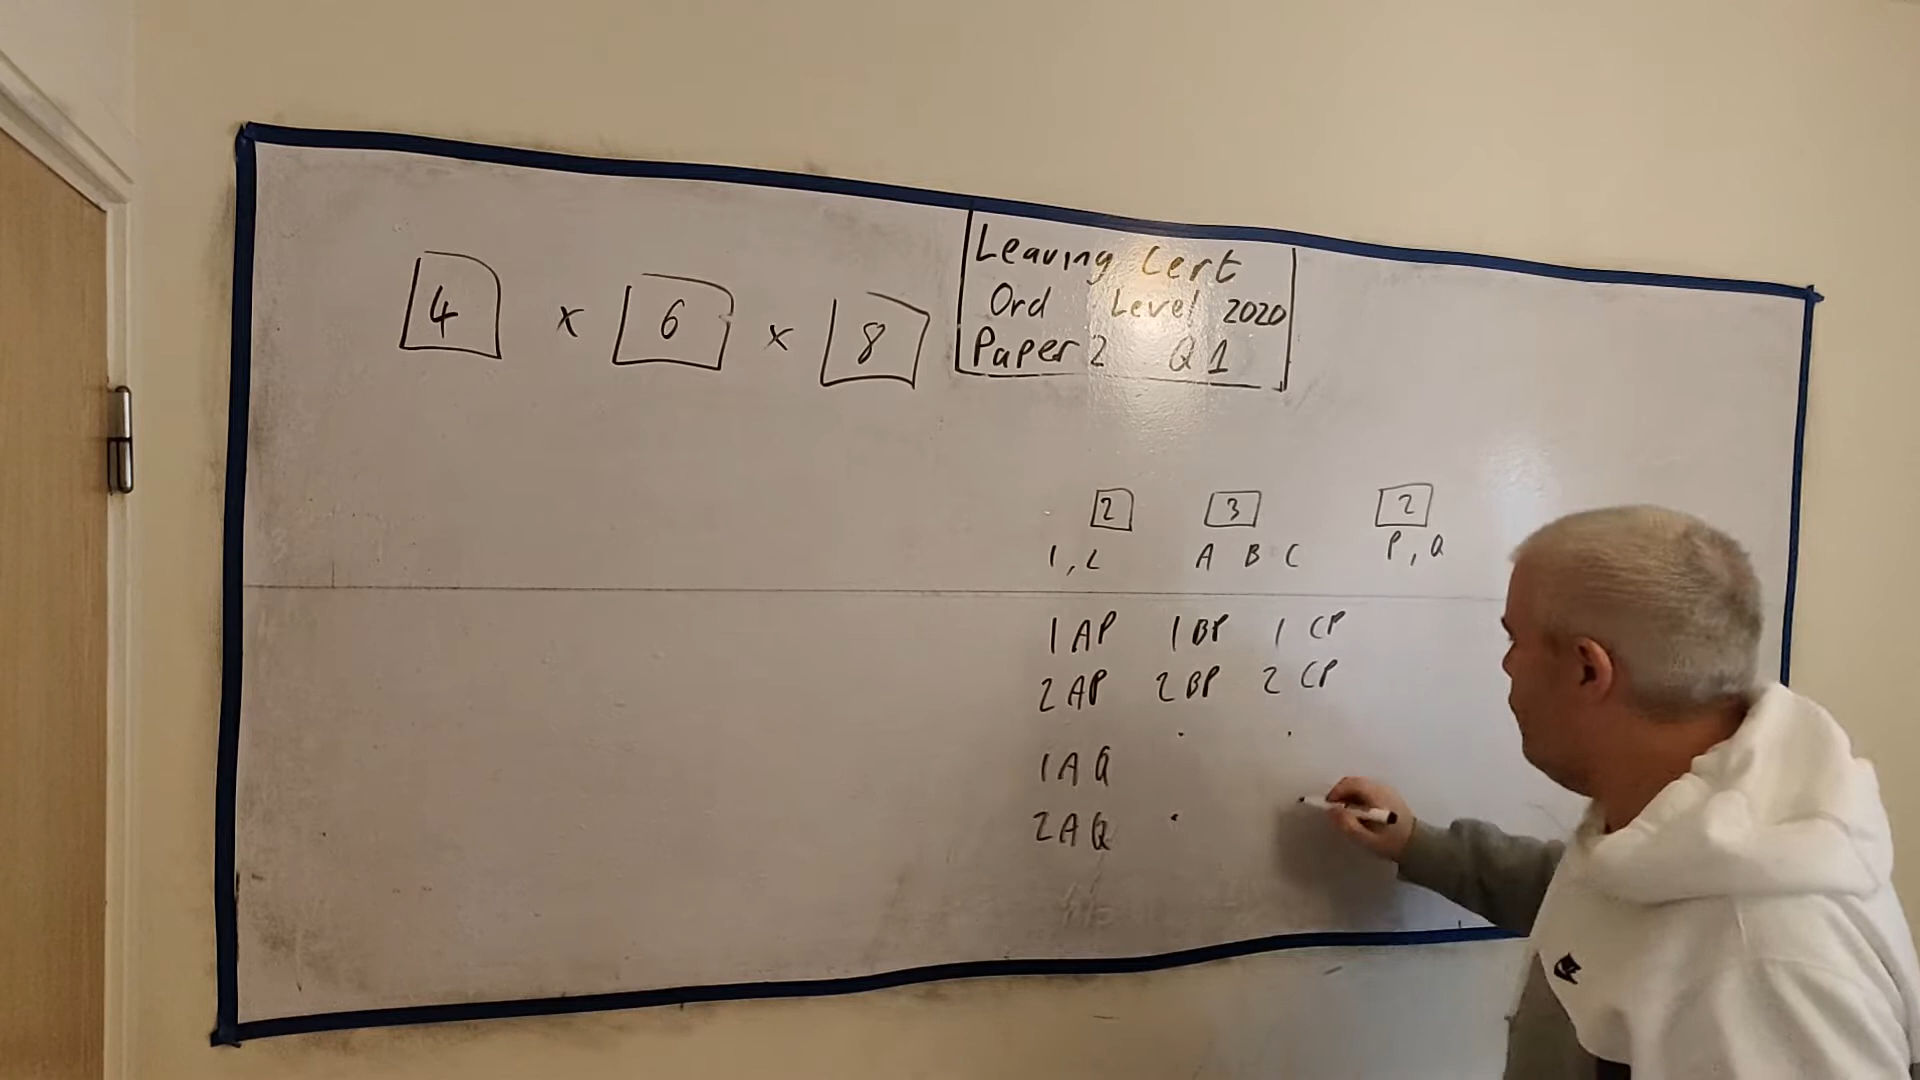 4 x 6 x 8
Leaving Cert
Ord Level 2020
Paper 2 Q1
2 3 2
1, 2 A B C P, Q
1 AP 1 BP 1 CP
2 AP 2 BP 2 CP
1 A Q
2 A Q